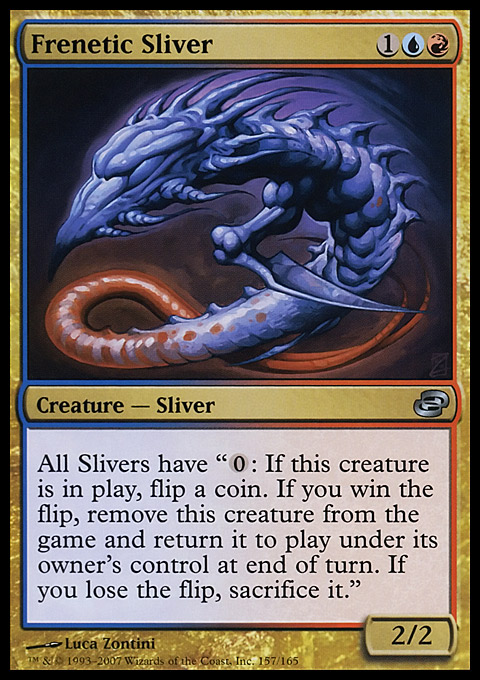 Frenetic Sliver 1
Creature — Sliver
All Slivers have “0: If this creature
is in play, flip a coin. If you win the
flip, remove this creature from the
game and return it to play under its
owner's control at end of turn. If
you lose the flip, sacrifice it.”
Luca Zontini
2/2
™ & © 1993–2007 Wizards of the Coast, Inc. 157/165